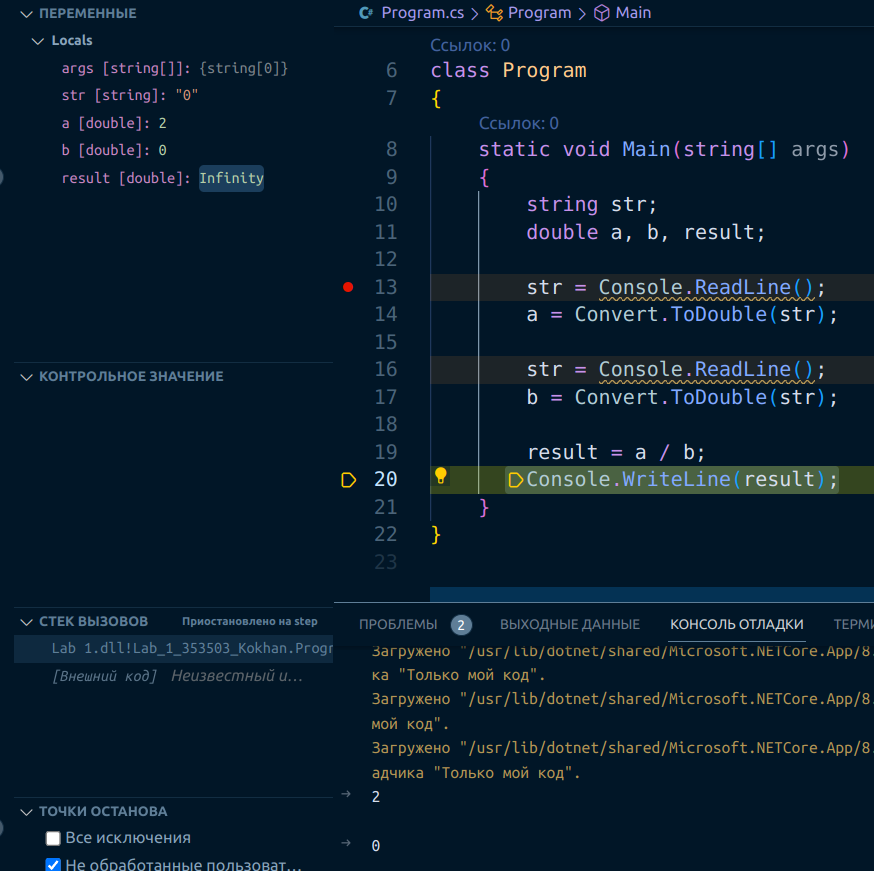 ПЕРЕМЕННЫЕ
Locals
args [string[]]: {string[0]}
str [string]: "0"
a [double]: 2
b [double]: 0
result [double]: Infinity
КОНТРОЛЬНОЕ ЗНАЧЕНИЕ
СТЕК ВЫЗОВОВ Приостановлено на step
Lab 1.dll!Lab_1_353503_Kokhan.Progr
[Внешний код] Неизвестный и...
ТОЧКИ ОСТАНОВА
Все исключения
Не обработанные пользоват...
C# Program.cs > Program > Main
Ссылок: 0
6 class Program
7 {
Ссылок: 0
8 static void Main(string[] args)
9 {
10 string str;
11 double a, b, result;
12
13 str = Console.ReadLine();
14 a = Convert.ToDouble(str);
15
16 str = Console.ReadLine();
17 b = Convert.ToDouble(str);
18
19 result = a / b;
20 Console.WriteLine(result);
21 }
22 }
23
ПРОБЛЕМЫ 2 ВЫХОДНЫЕ ДАННЫЕ КОНСОЛЬ ОТЛАДКИ ТЕРМИ
Загружено "/usr/lib/dotnet/shared/Microsoft.NETCore.App/8.
ка "Только мой код".
Загружено "/usr/lib/dotnet/shared/Microsoft.NETCore.App/8.
мой код".
Загружено "/usr/lib/dotnet/shared/Microsoft.NETCore.App/8.
адчика "Только мой код".
→ 2
→ 0